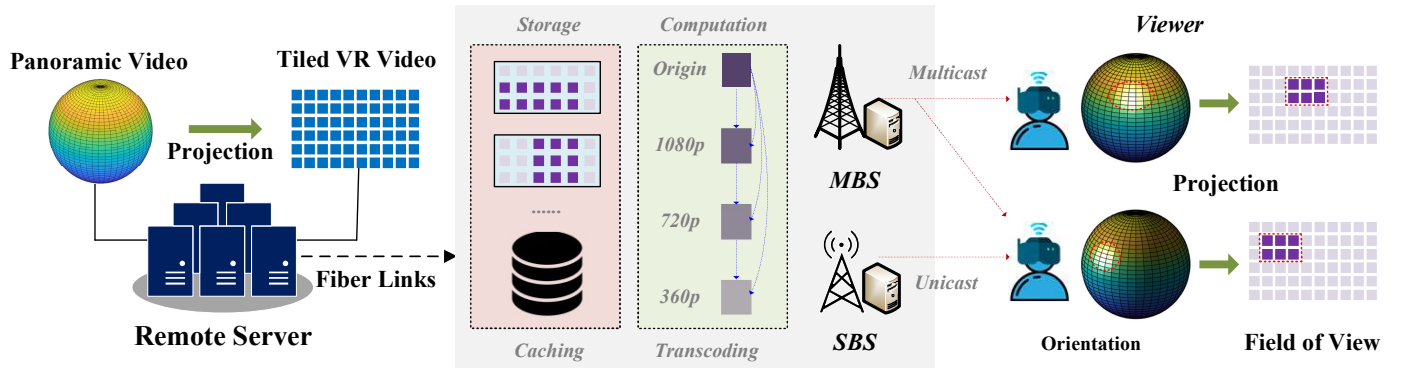 Panoramic Video
Tiled VR Video
Projection
Remote Server
Fiber Links
Storage
......
Caching
Computation
Origin
1080p
720p
360p
Transcoding
MBS
SBS
Multicast
Unicast
Viewer
Projection
Orientation
Field of View